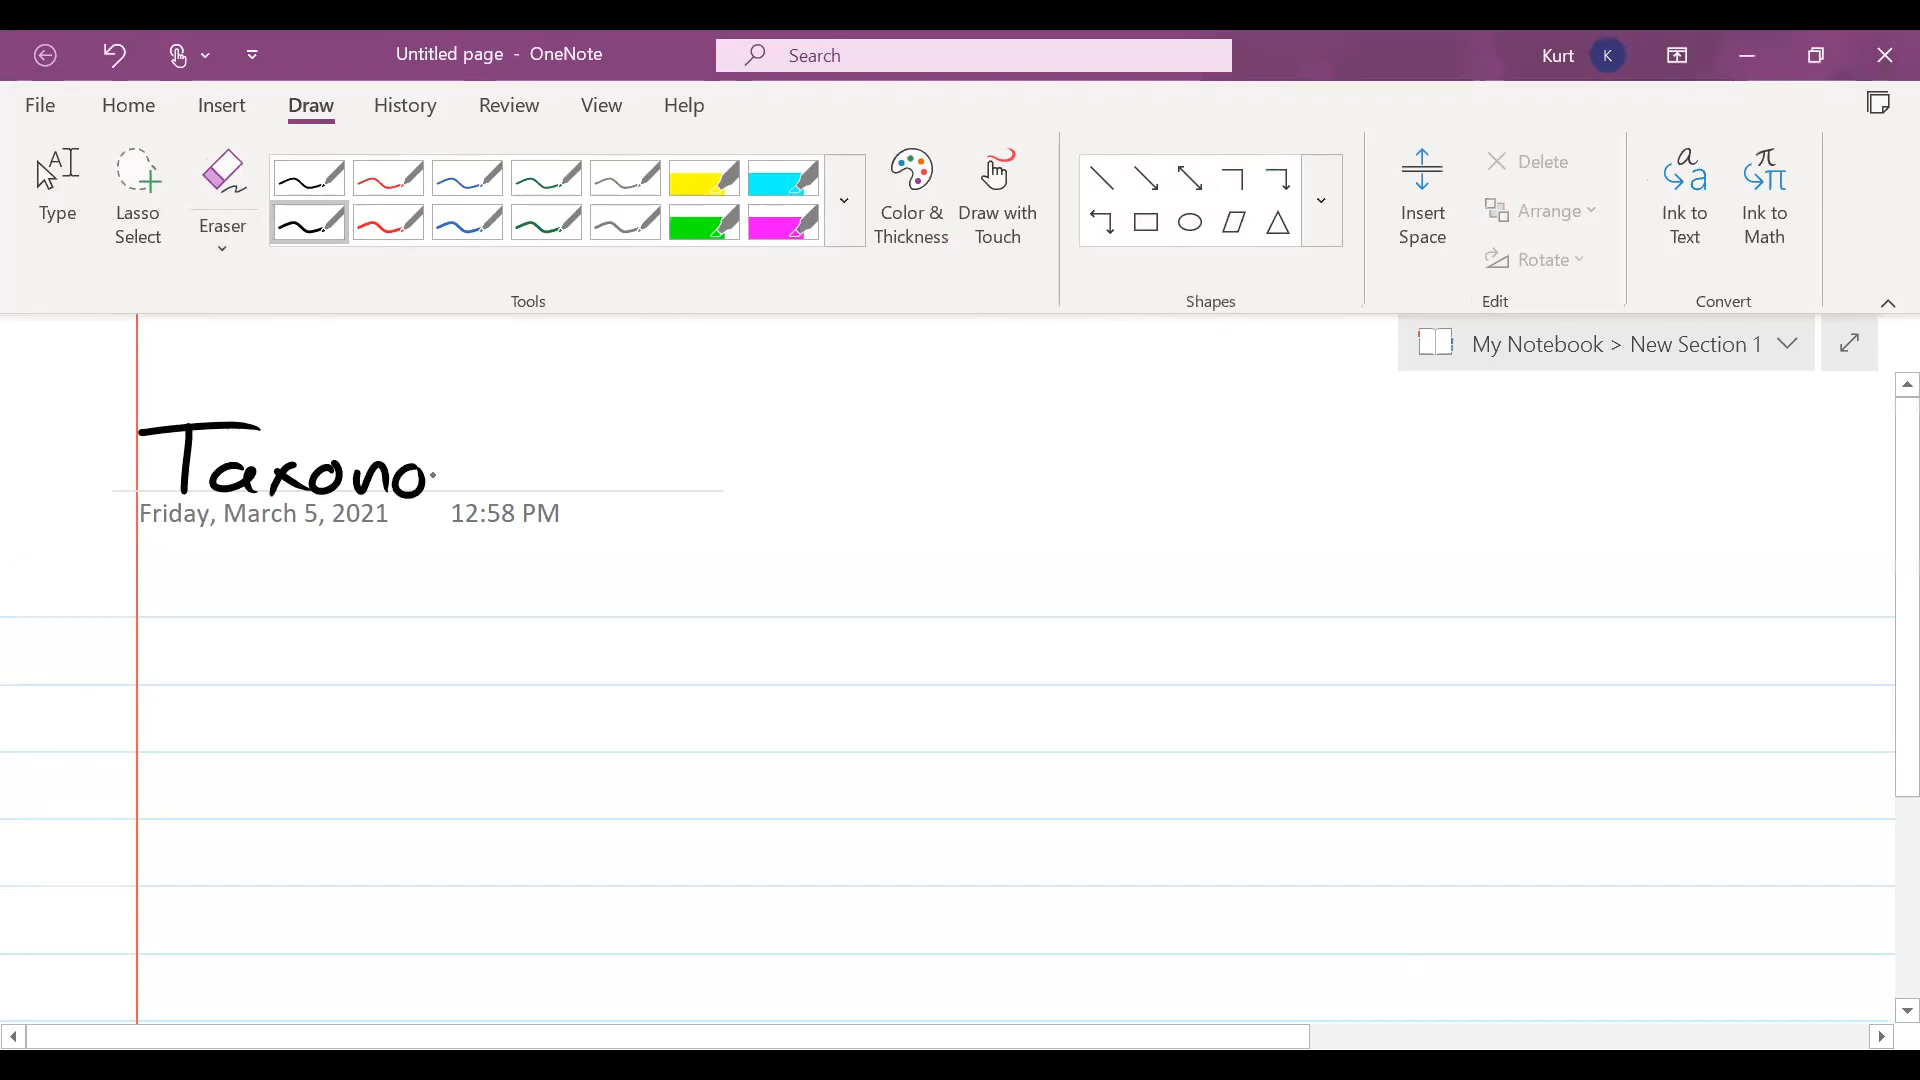 Untitled page - OneNote
Search
Kurt
K
File Home Insert Draw History Review View Help
Type
Lasso Select
Eraser
Color & Thickness
Draw with Touch
Tools
Shapes
Insert Space
Delete
Arrange
Rotate
Edit
a a Ink to Text
π π Ink to Math
Convert
My Notebook > New Section 1
Taxono
Friday, March 5, 2021 12:58 PM